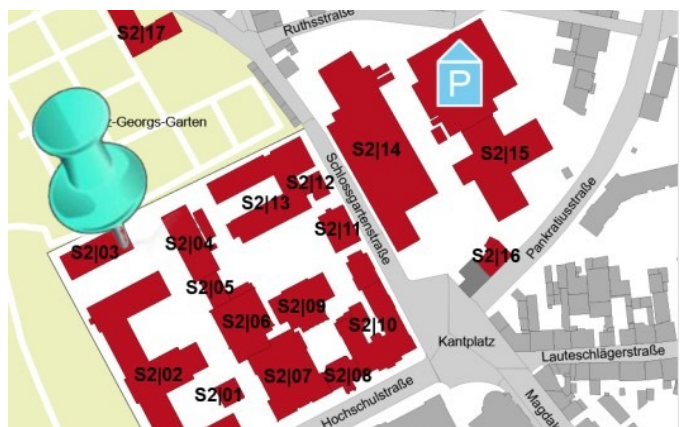 S2|17
Ruthsstraße
P
z-Georgs-Garten
S2|14
S2|15
Schlossgartenstraße
S2|12
S2|13
S2|11
Pankratiusstraße
S2|03
S2|04
S2|16
S2|05
S2|09
S2|06
S2|10
Kantplatz
Lauteschlägerstraße
S2|02
S2|07
S2|08
S2|01
Hochschulstraße
Magdal